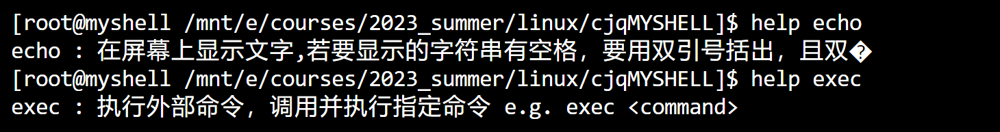 [root@myshell /mnt/e/courses/2023_summer/linux/cjqMYSHELL]$ help echo
echo : 在屏幕上显示文字,若要显示的字符串有空格，要用双引号括出，且双�
[root@myshell /mnt/e/courses/2023_summer/linux/cjqMYSHELL]$ help exec
exec : 执行外部命令，调用并执行指定命令 e.g. exec <command>